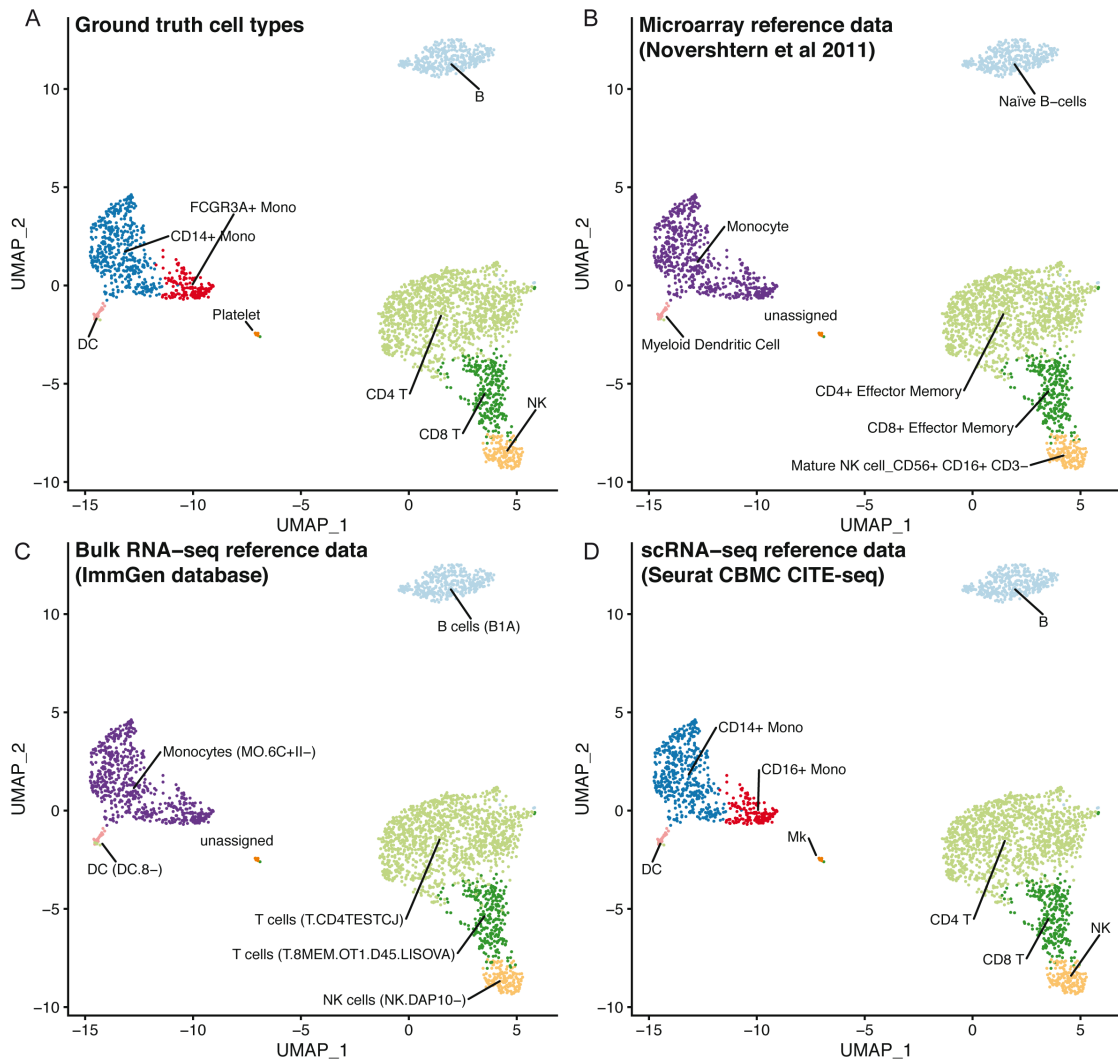 A
Ground truth cell types
B
10
5
0
−5
−10
UMAP_2
FCGR3A+ Mono
CD14+ Mono
Platelet
DC
CD4 T
CD8 T
NK
−15
−10
−5
0
5
UMAP_1
B
Microarray reference data
(Novershtern et al 2011)
Naïve B−cells
10
5
0
−5
−10
UMAP_2
Monocyte
unassigned
Myeloid Dendritic Cell
CD4+ Effector Memory
CD8+ Effector Memory
Mature NK cell_CD56+ CD16+ CD3−
−15
−10
−5
0
5
UMAP_1
C
Bulk RNA−seq reference data
(ImmGen database)
B cells (B1A)
10
5
0
−5
−10
UMAP_2
Monocytes (MO.6C+II−)
unassigned
DC (DC.8−)
T cells (T.CD4TESTCJ)
T cells (T.8MEM.OT1.D45.LISOVA)
NK cells (NK.DAP10−)
−15
−10
−5
0
5
UMAP_1
D
scRNA−seq reference data
(Seurat CBMC CITE-seq)
B
10
5
0
−5
−10
UMAP_2
CD14+ Mono
CD16+ Mono
Mk
DC
CD4 T
CD8 T
NK
−15
−10
−5
0
5
UMAP_1